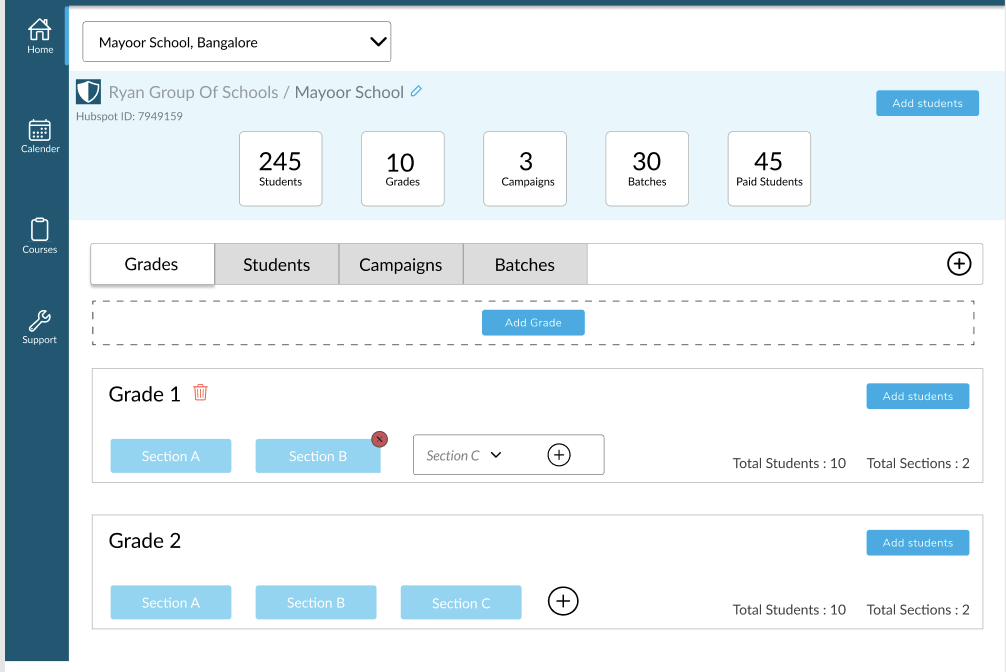 Home
Calender
Courses
Support
Mayoor School, Bangalore
Ryan Group Of Schools / Mayoor School
Hubspot ID: 7949159
Add students
245
Students
10
Grades
3
Campaigns
30
Batches
45
Paid Students
Grades
Students
Campaigns
Batches
Add Grade
Grade 1
Add students
Section A
Section B
Section C
Total Students : 10
Total Sections : 2
Grade 2
Add students
Section A
Section B
Section C
Total Students : 10
Total Sections : 2